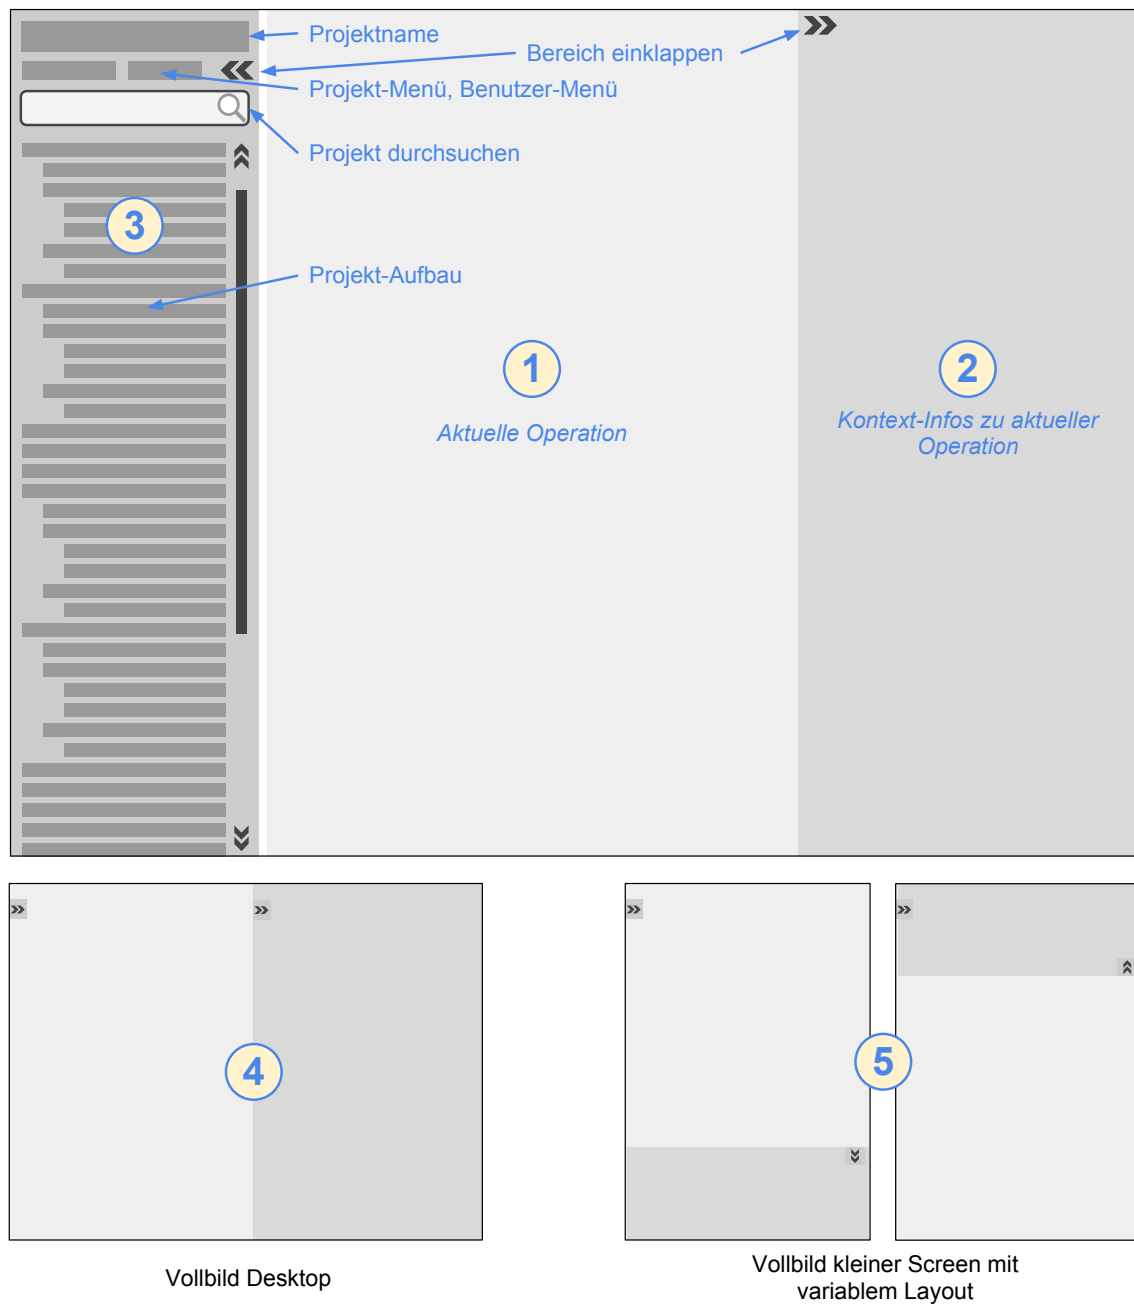 Projektname
Bereich einklappen
Projekt-Menü, Benutzer-Menü
Projekt durchsuchen
3
Projekt-Aufbau
1
Aktuelle Operation
2
Kontext-Infos zu aktueller
Operation
4
5
Vollbild Desktop
Vollbild kleiner Screen mit
variablem Layout